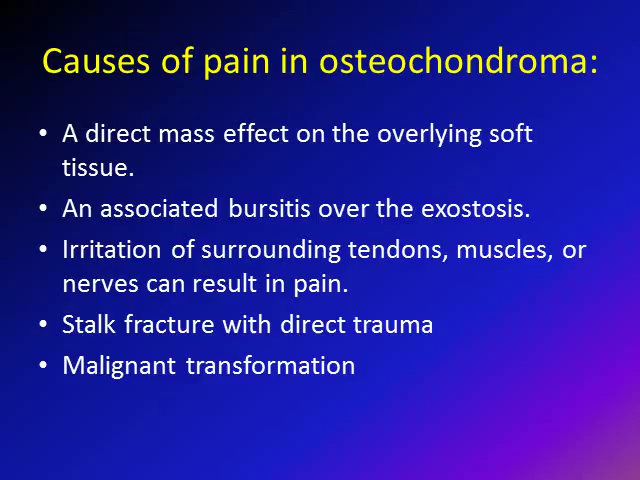 Causes of pain in osteochondroma:
• A direct mass effect on the overlying soft
tissue.
• An associated bursitis over the exostosis.
• Irritation of surrounding tendons, muscles, or
nerves can result in pain.
• Stalk fracture with direct trauma
• Malignant transformation